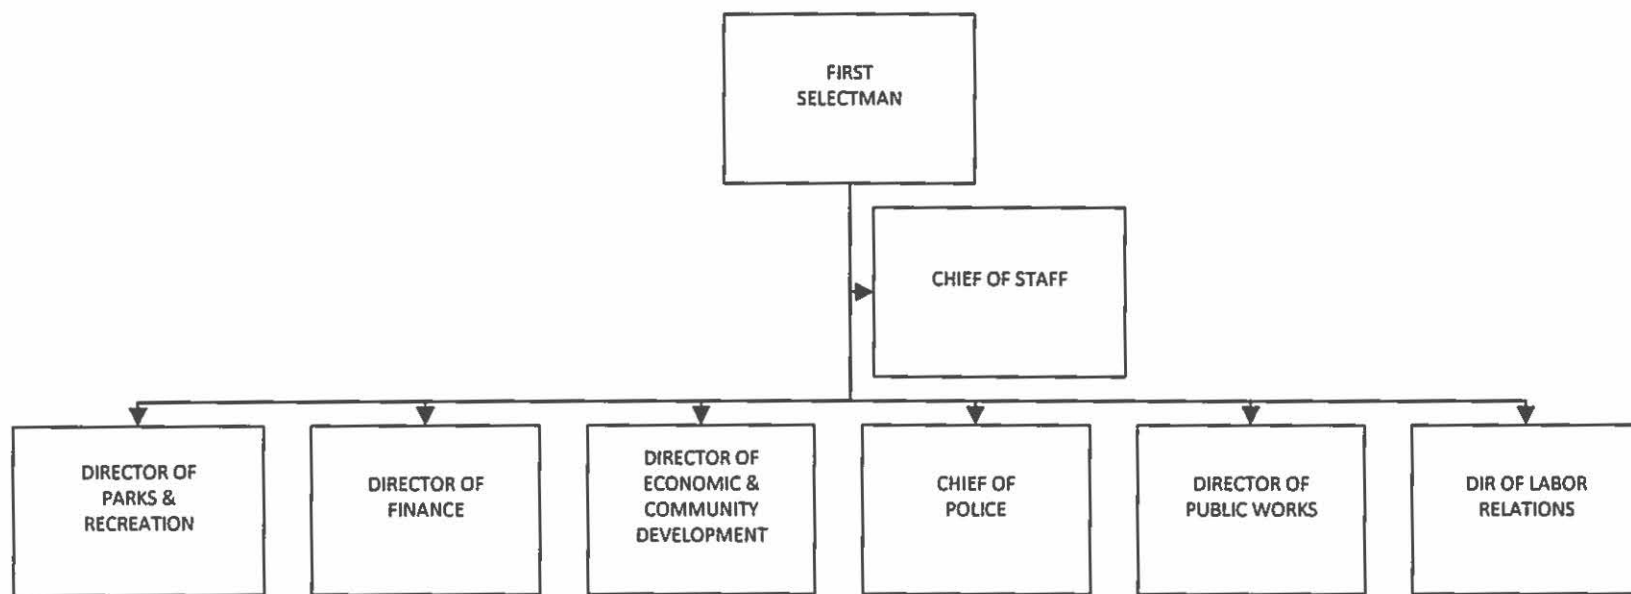 FIRST
SELECTMAN
CHIEF OF STAFF
DIRECTOR OF
PARKS &
RECREATION
DIRECTOR OF
FINANCE
DIRECTOR OF
ECONOMIC &
COMMUNITY
DEVELOPMENT
CHIEF OF
POLICE
DIRECTOR OF
PUBLIC WORKS
DIR OF LABOR
RELATIONS